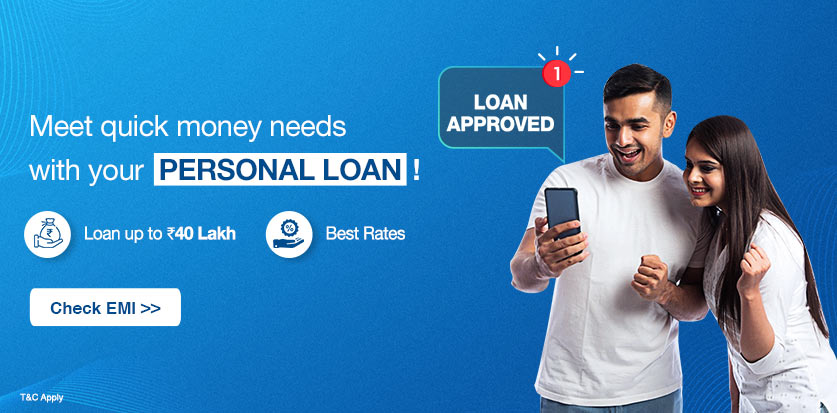 Meet quick money needs
with your PERSONAL LOAN !
Loan up to ₹40 Lakh
Best Rates
Check EMI >>
T&C Apply
1
LOAN
APPROVED